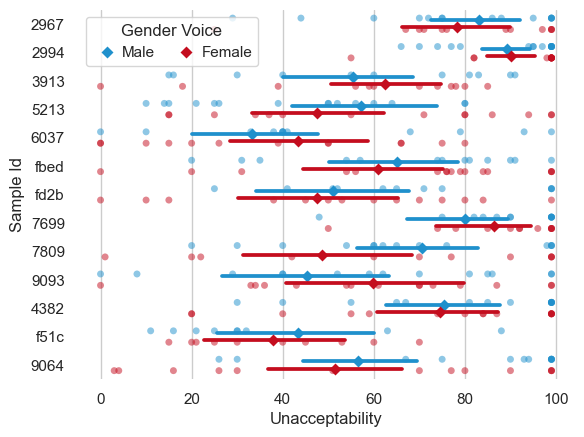 Gender Voice
Male
Female
2967
2994
3913
5213
6037
fbed
fd2b
7699
7809
9093
4382
f51c
9064
Sample Id
0
20
40
60
80
100
Unacceptability